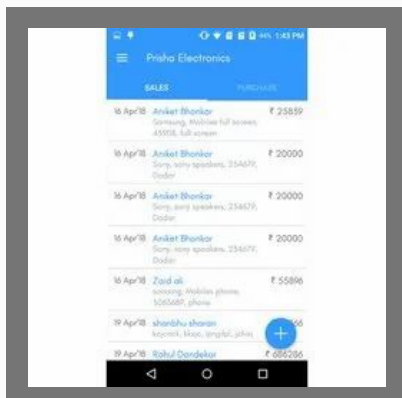 44% 1:43 PM
Prisha Electronics
SALES PURCHASE
16 Apr'18 Aniket Bhonkar ₹ 25859
Samsung, Mobiles full screen,
45908, full screen
16 Apr'18 Aniket Bhonkar ₹ 20000
Sony, sony speakers, 254679,
Dadar
16 Apr'18 Aniket Bhonkar ₹ 20000
Sony, sony speakers, 254679,
Dadar
16 Apr'18 Aniket Bhonkar ₹ 20000
Sony, sony speakers, 254679,
Dadar
16 Apr'18 Zaid ali ₹ 55896
samsung, Mobiles phone,
phone
19 Apr'18 shanbhu sharan
19 Apr'18 Rahul Dandekar ₹ 686286